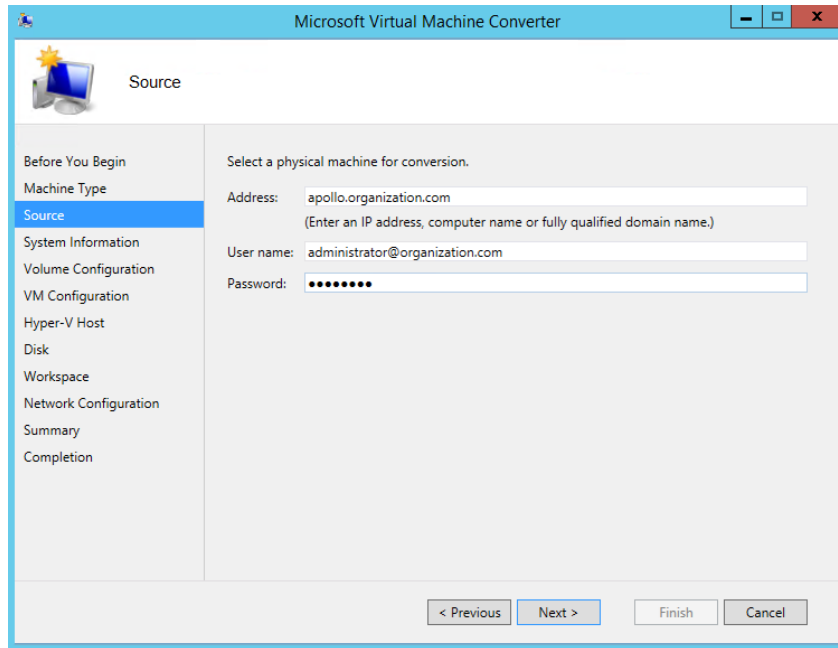 Microsoft Virtual Machine Converter
Source
Before You Begin
Machine Type
Source
System Information
Volume Configuration
VM Configuration
Hyper-V Host
Disk
Workspace
Network Configuration
Summary
Completion
Select a physical machine for conversion.
Address: apollo.organization.com
(Enter an IP address, computer name or fully qualified domain name.)
User name: administrator@organization.com
Password: ●●●●●●●●
< Previous Next > Finish Cancel